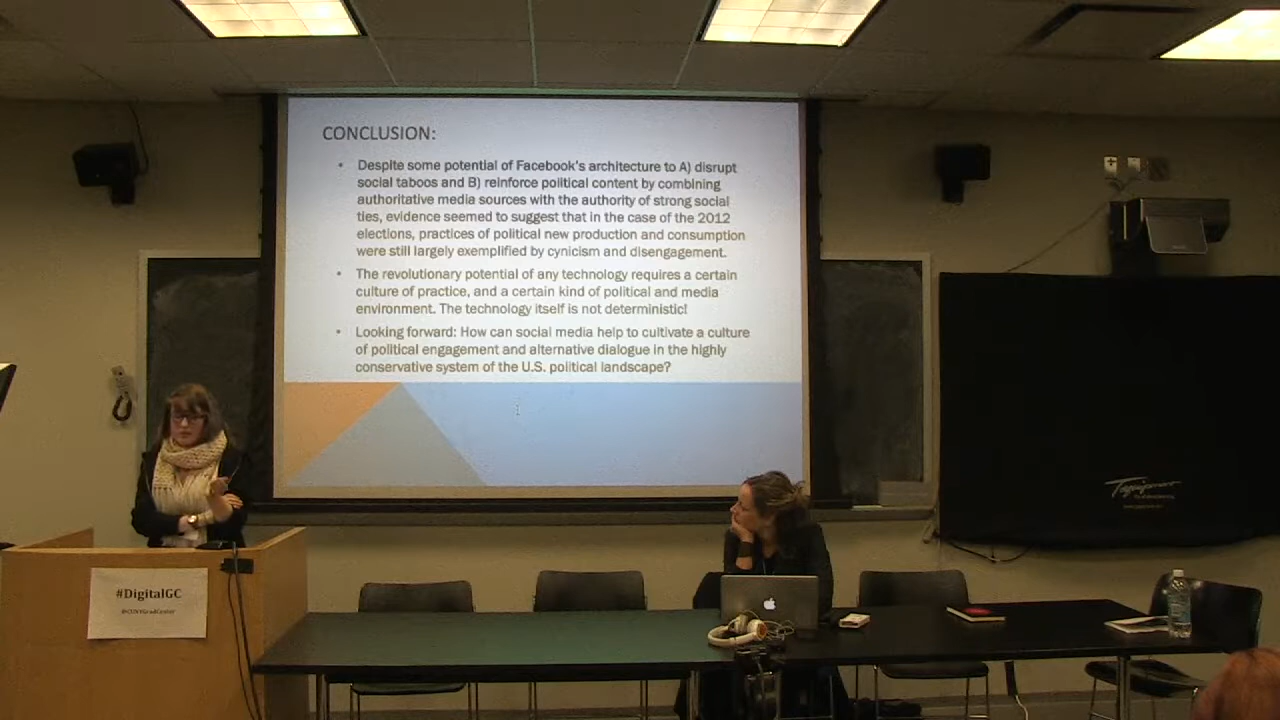 CONCLUSION:
• Despite some potential of Facebook's architecture to A) disrupt
social taboos and B) reinforce political content by combining
authoritative media sources with the authority of strong social
ties, evidence seemed to suggest that in the case of the 2012
elections, practices of political new production and consumption
were still largely exemplified by cynicism and disengagement.
• The revolutionary potential of any technology requires a certain
culture of practice, and a certain kind of political and media
environment. The technology itself is not deterministic!
• Looking forward: How can social media help to cultivate a culture
of political engagement and alternative dialogue in the highly
conservative system of the U.S. political landscape?
#DigitalGC
@CUNYGradCenter